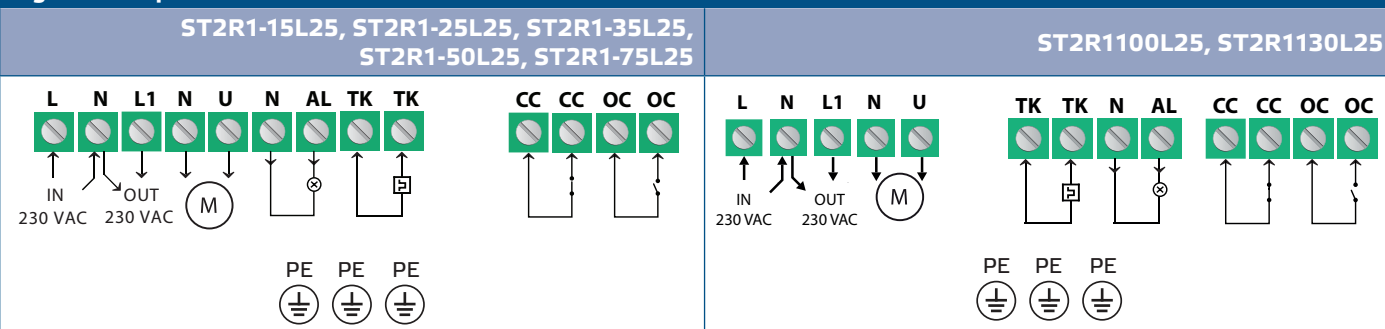 ST2R1-15L25, ST2R1-25L25, ST2R1-35L25,
ST2R1-50L25, ST2R1-75L25
L N L1 N U N AL TK TK CC CC OC OC
IN OUT
230 VAC 230 VAC M
PE PE PE
ST2R1100L25, ST2R1130L25
L N L1 N U TK TK N AL CC CC OC OC
IN OUT
230 VAC 230 VAC M
PE PE PE